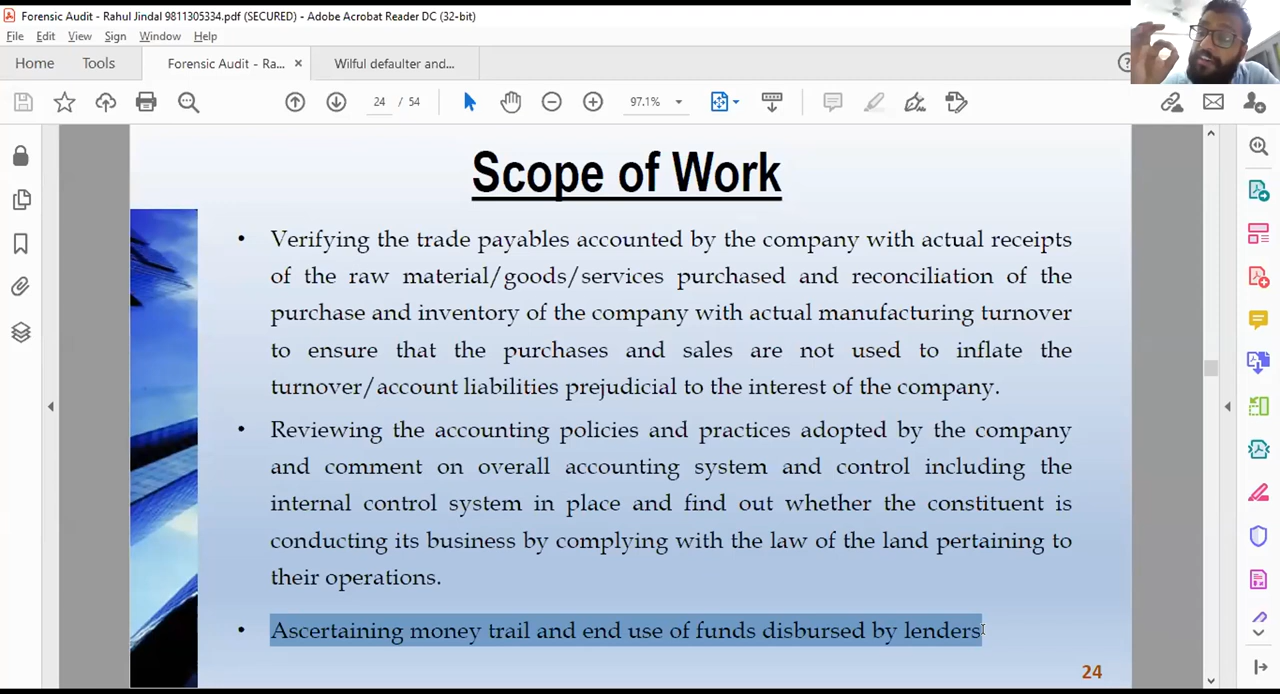 Forensic Audit - Rahul Jindal 9811305334.pdf (SECURED) - Adobe Acrobat Reader DC (32-bit)
File Edit View Sign Window Help
Home Tools Forensic Audit - Ra... × Wilful defaulter and...
24 / 54 97.1%
Scope of Work
• Verifying the trade payables accounted by the company with actual receipts
of the raw material/goods/services purchased and reconciliation of the
purchase and inventory of the company with actual manufacturing turnover
to ensure that the purchases and sales are not used to inflate the
turnover/account liabilities prejudicial to the interest of the company.
• Reviewing the accounting policies and practices adopted by the company
and comment on overall accounting system and control including the
internal control system in place and find out whether the constituent is
conducting its business by complying with the law of the land pertaining to
their operations.
• Ascertaining money trail and end use of funds disbursed by lenders
24